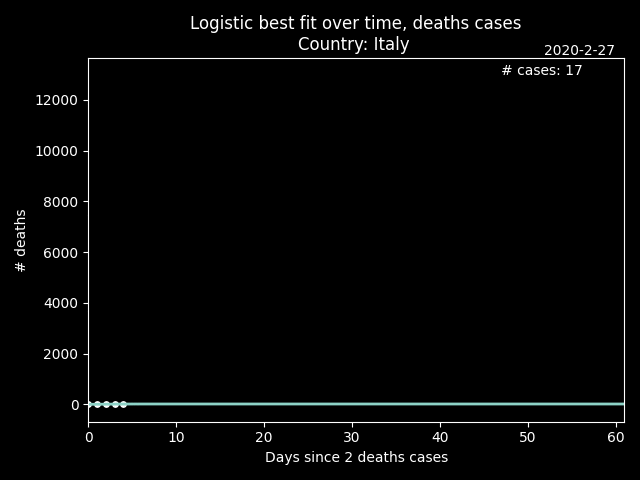 Logistic best fit over time, deaths cases
Country: Italy
2020-2-27
# cases: 17
12000
10000
8000
6000
4000
2000
0
# deaths
0 10 20 30 40 50 60
Days since 2 deaths cases